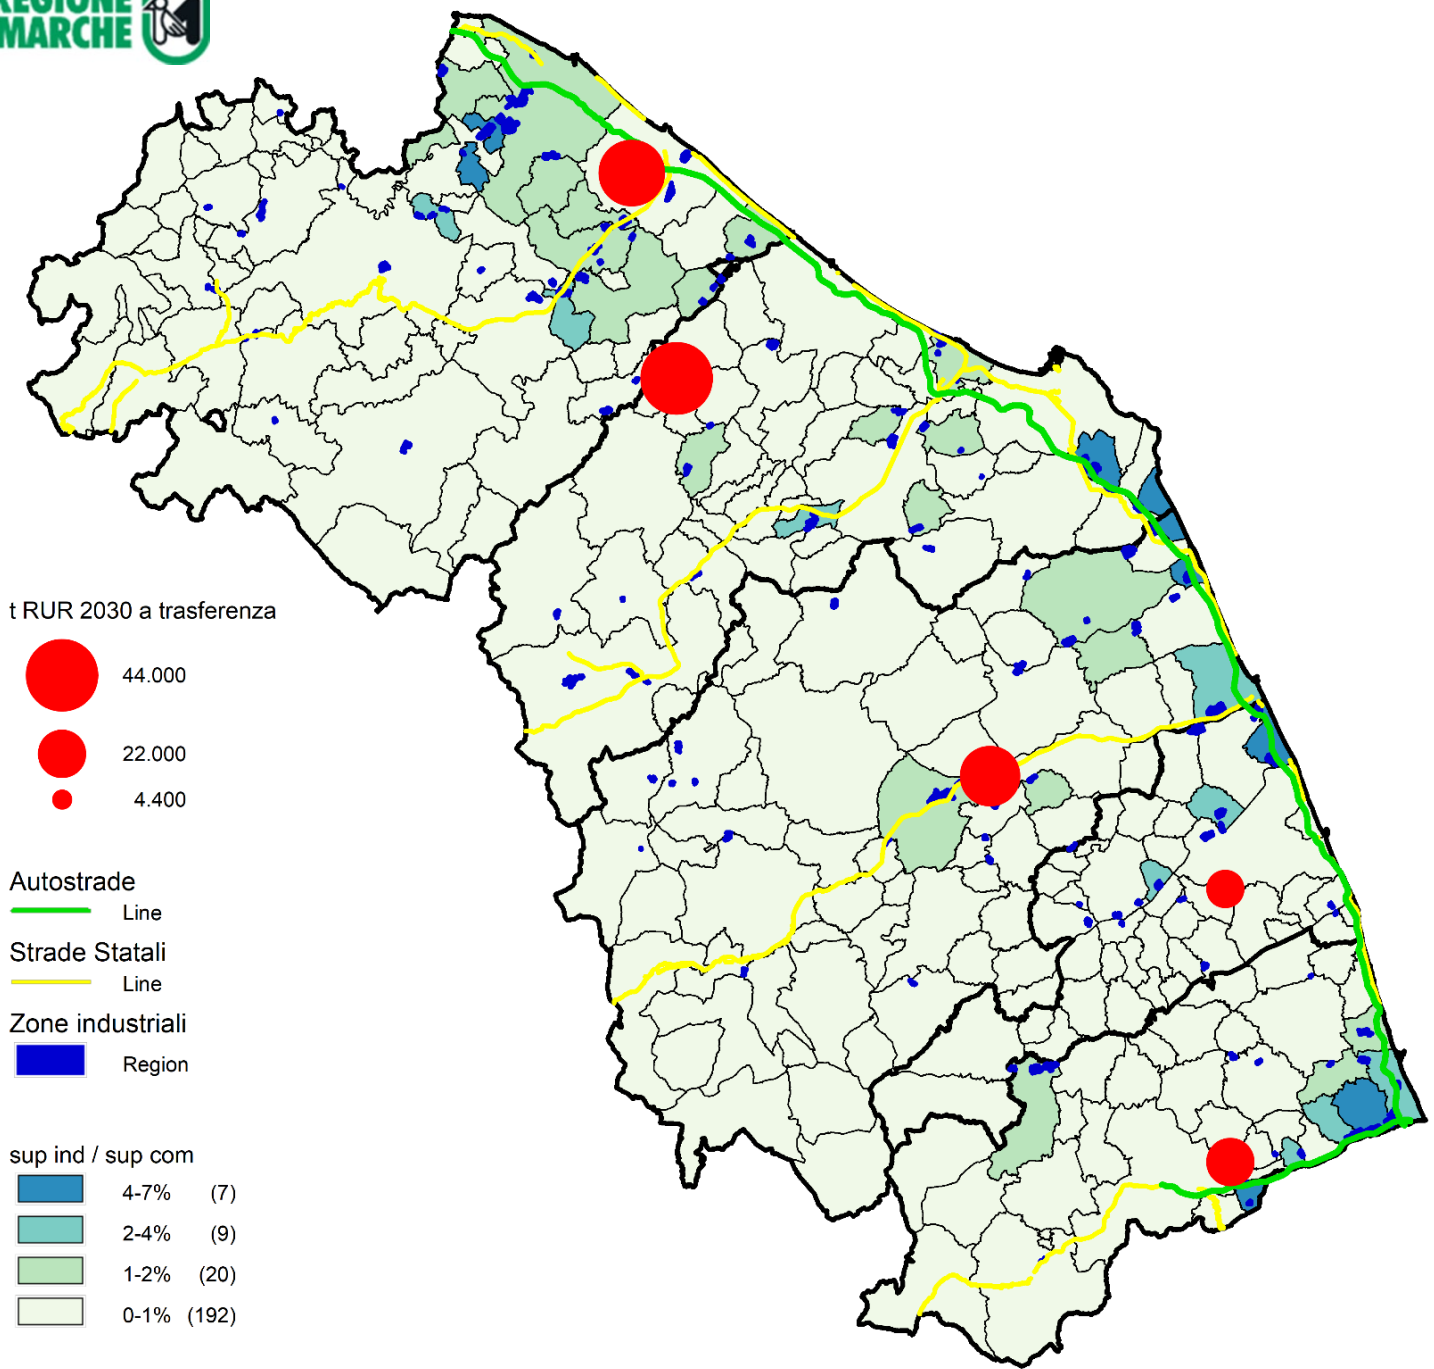 REGIONE
MARCHE
t RUR 2030 a trasferenza
44.000
22.000
4.400
Autostrade
Line
Strade Statali
Line
Zone industriali
Region
sup ind / sup com
4-7% (7)
2-4% (9)
1-2% (20)
0-1% (192)